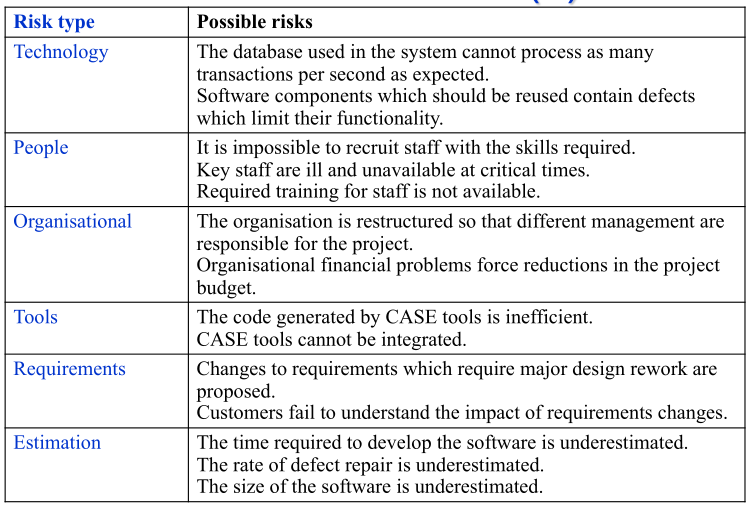 Risk type Possible risks
Technology The database used in the system cannot process as many
transactions per second as expected.
Software components which should be reused contain defects
which limit their functionality.
People It is impossible to recruit staff with the skills required.
Key staff are ill and unavailable at critical times.
Required training for staff is not available.
Organisational The organisation is restructured so that different management are
responsible for the project.
Organisational financial problems force reductions in the project
budget.
Tools The code generated by CASE tools is inefficient.
CASE tools cannot be integrated.
Requirements Changes to requirements which require major design rework are
proposed.
Customers fail to understand the impact of requirements changes.
Estimation The time required to develop the software is underestimated.
The rate of defect repair is underestimated.
The size of the software is underestimated.